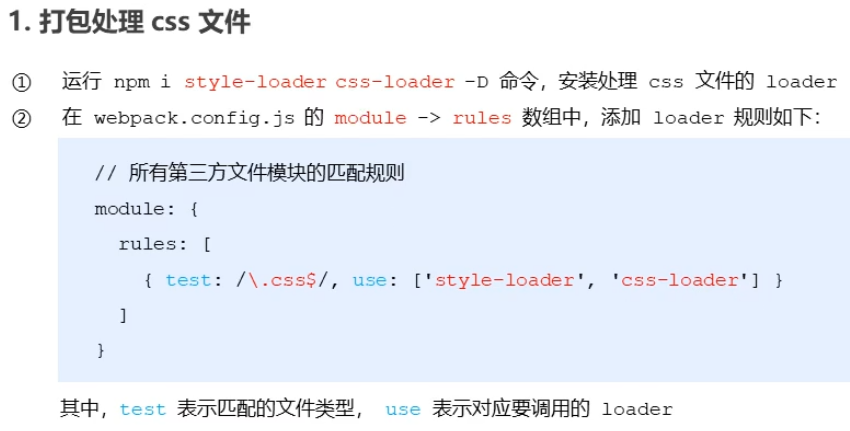 1. 打包处理 css 文件
① 运行 npm i style-loader css-loader -D 命令，安装处理 css 文件的 loader
② 在 webpack.config.js 的 module -> rules 数组中，添加 loader 规则如下：
// 所有第三方文件模块的匹配规则
module: {
  rules: [
    { test: /\.css$/, use: ['style-loader', 'css-loader'] }
  ]
}
其中，test 表示匹配的文件类型， use 表示对应要调用的 loader